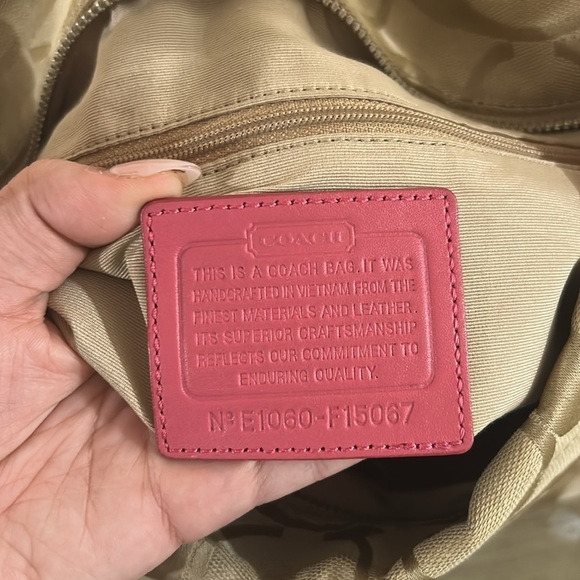 COACH
THIS IS A COACH BAG. IT WAS
HANDCRAFTED IN VIETNAM FROM THE
FINEST MATERIALS AND LEATHER.
IT'S SUPERIOR CRAFTSMANSHIP
REFLECTS OUR COMMITMENT TO
ENDURING QUALITY.
Nº E1060-F15067